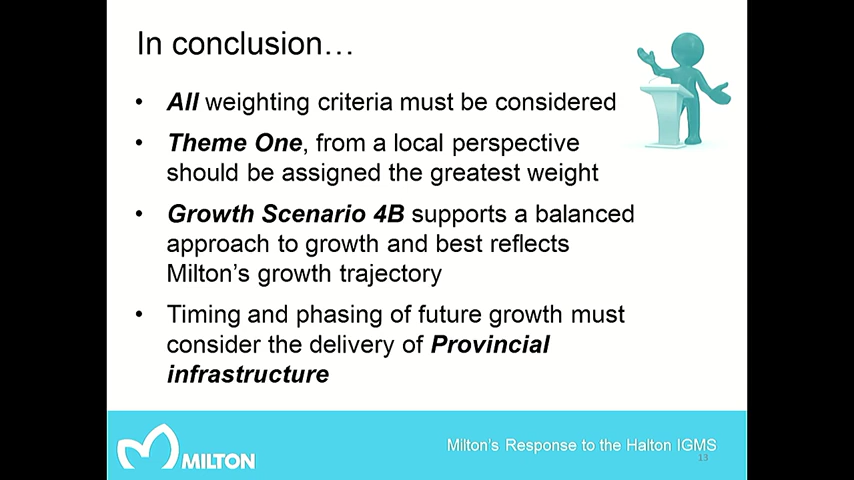 In conclusion…
• All weighting criteria must be considered
• Theme One, from a local perspective
should be assigned the greatest weight
• Growth Scenario 4B supports a balanced
approach to growth and best reflects
Milton's growth trajectory
• Timing and phasing of future growth must
consider the delivery of Provincial
infrastructure
MILTON
Milton's Response to the Halton IGMS
13